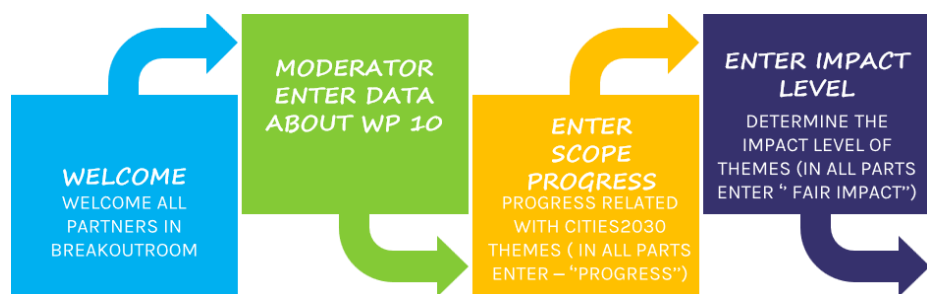 WELCOME
WELCOME ALL
PARTNERS IN
BREAKOUTROOM
MODERATOR
ENTER DATA
ABOUT WP 10
ENTER
SCOPE
PROGRESS
PROGRESS RELATED
WITH CITIES2030
THEMES ( IN ALL PARTS
ENTER – ‘’PROGRESS”)
ENTER IMPACT
LEVEL
DETERMINE THE
IMPACT LEVEL OF
THEMES (IN ALL PARTS
ENTER ‘’ FAIR IMPACT”)